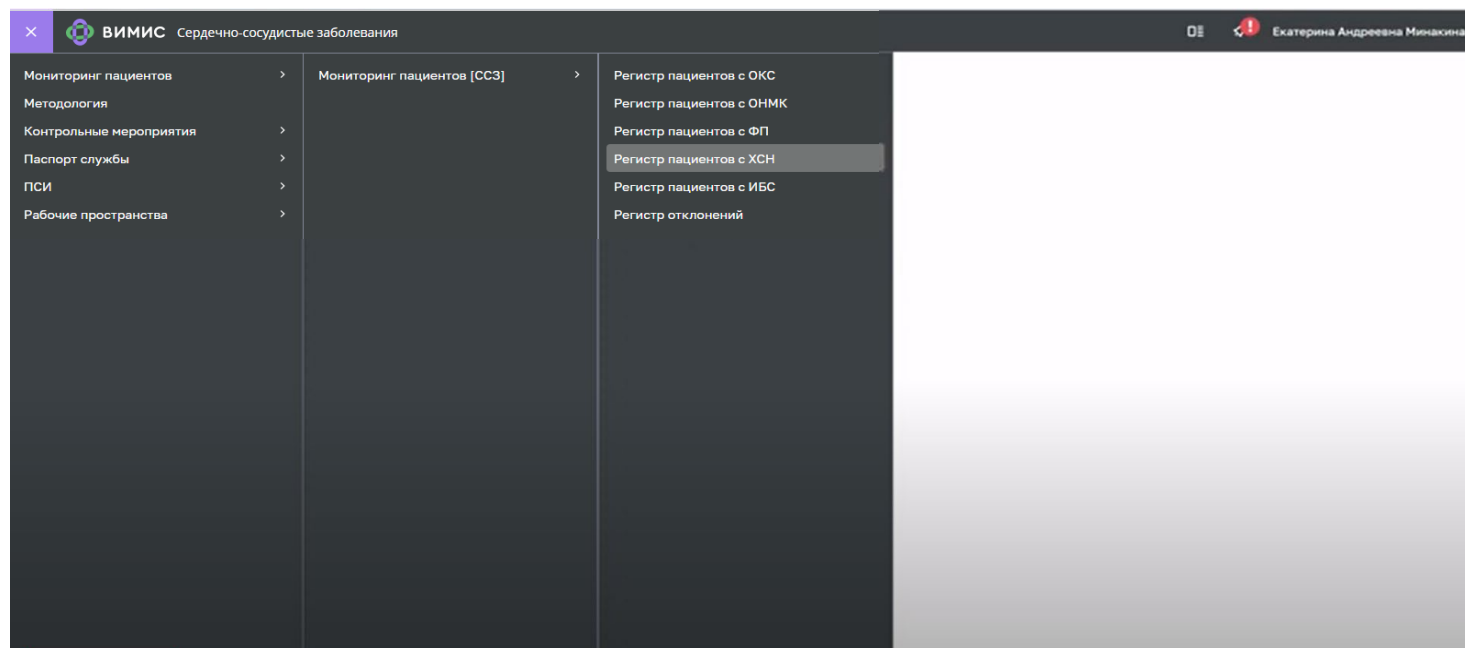 ВИМИС Сердечно-сосудистые заболевания
Екатерина Андреевна Минакина
Мониторинг пациентов
Методология
Контрольные мероприятия
Паспорт службы
ПСИ
Рабочие пространства
Мониторинг пациентов [ССЗ]
Регистр пациентов с ОКС
Регистр пациентов с ОНМК
Регистр пациентов с ФП
Регистр пациентов с ХСН
Регистр пациентов с ИБС
Регистр отклонений